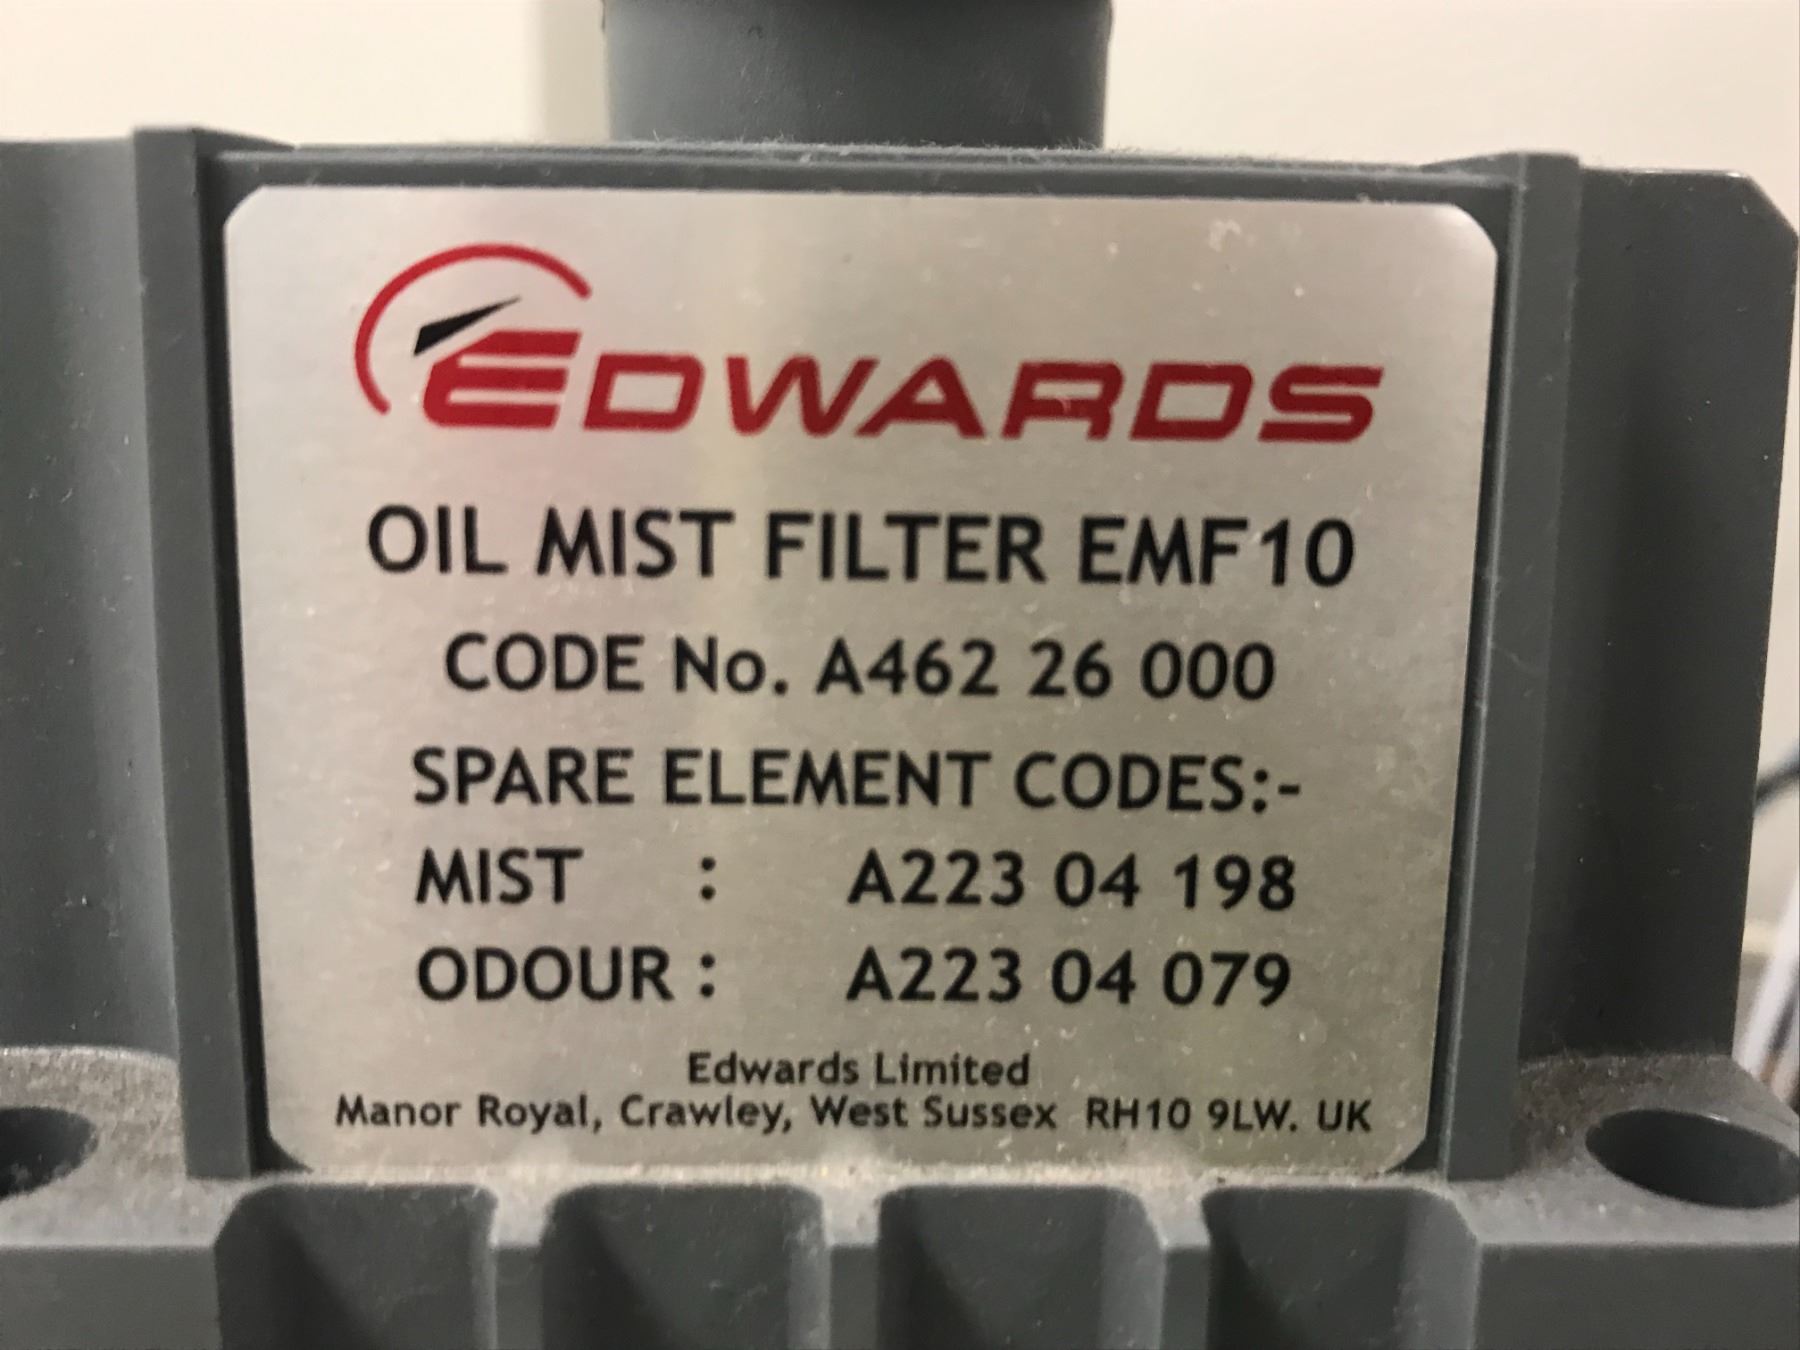 EDWARDS
OIL MIST FILTER EMF10
CODE No. A462 26 000
SPARE ELEMENT CODES:-
MIST : A223 04 198
ODOUR : A223 04 079
Edwards Limited
Manor Royal, Crawley, West Sussex RH10 9LW. UK